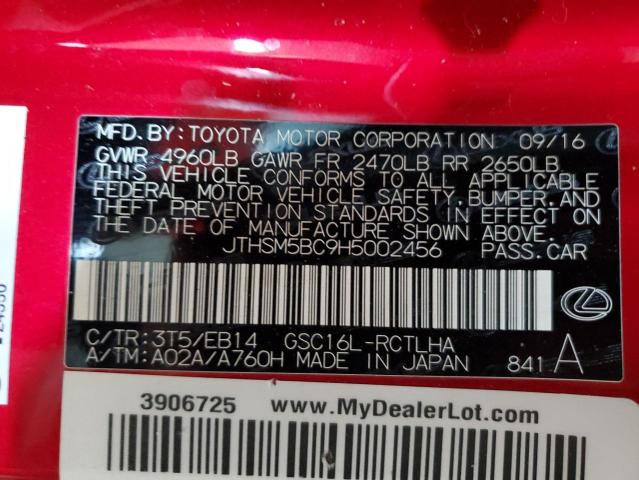 MFD.BY:TOYOTA MOTOR CORPORATION 09/16
GVWR 4960LB GAWR FR 2470LB RR 2650LB
THIS VEHICLE CONFORMS TO ALL APPLICABLE
FEDERAL MOTOR VEHICLE SAFETY,BUMPER,AND
THEFT PREVENTION STANDARDS IN EFFECT ON
THE DATE OF MANUFACTURE SHOWN ABOVE.
JTHSM5BC9H5002456 PASS.CAR
C/TR:3T5/EB14 GSC16L-RCTLHA
A/TM:A02A/A760H MADE IN JAPAN 841 A
3906725 www.MyDealerLot.com